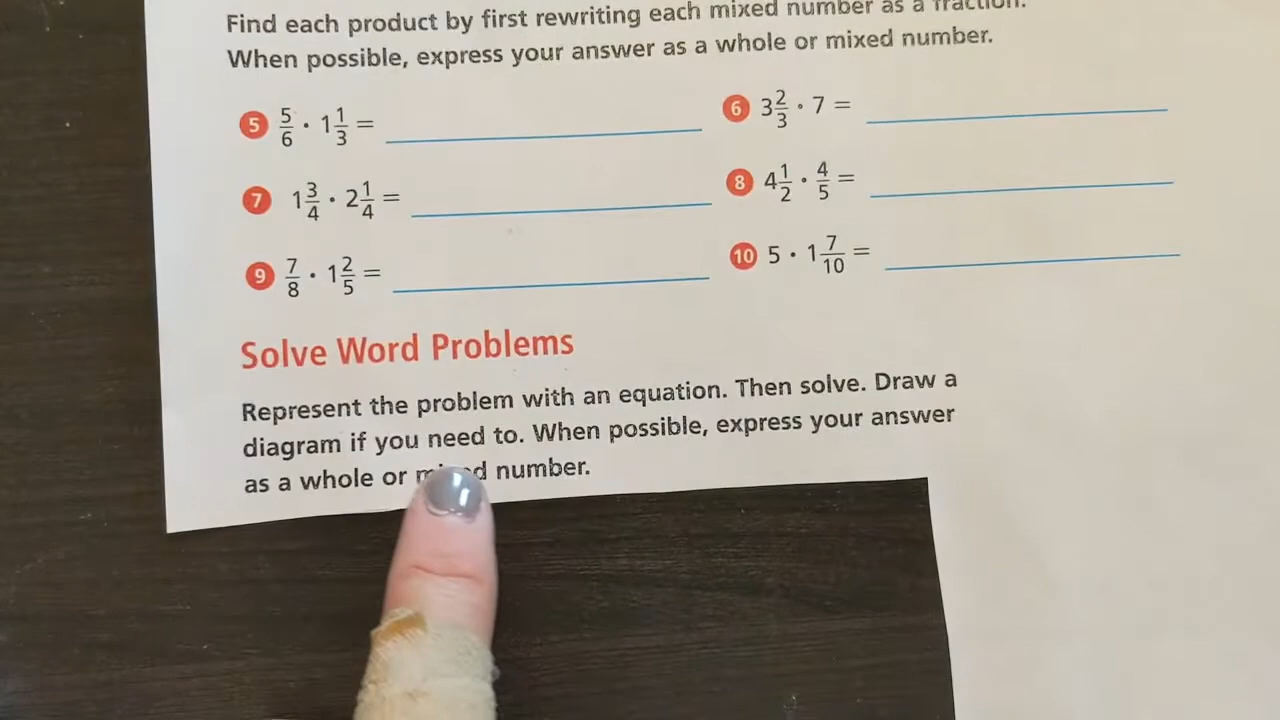 Find each product by first rewriting each mixed number as a fraction.
When possible, express your answer as a whole or mixed number.
5 5/6 · 1 1/3 =
6 3 2/3 · 7 =
7 1 3/4 · 2 1/4 =
8 4 1/2 · 4/5 =
9 7/8 · 1 2/5 =
10 5 · 1 7/10 =
Solve Word Problems
Represent the problem with an equation. Then solve. Draw a
diagram if you need to. When possible, express your answer
as a whole or mixed number.